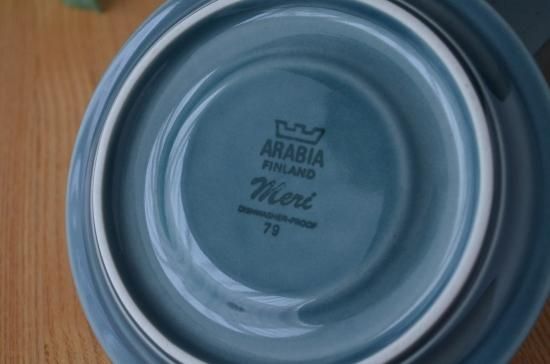 ARABIA
FINLAND
Meri
DISHWASHER-PROOF
79